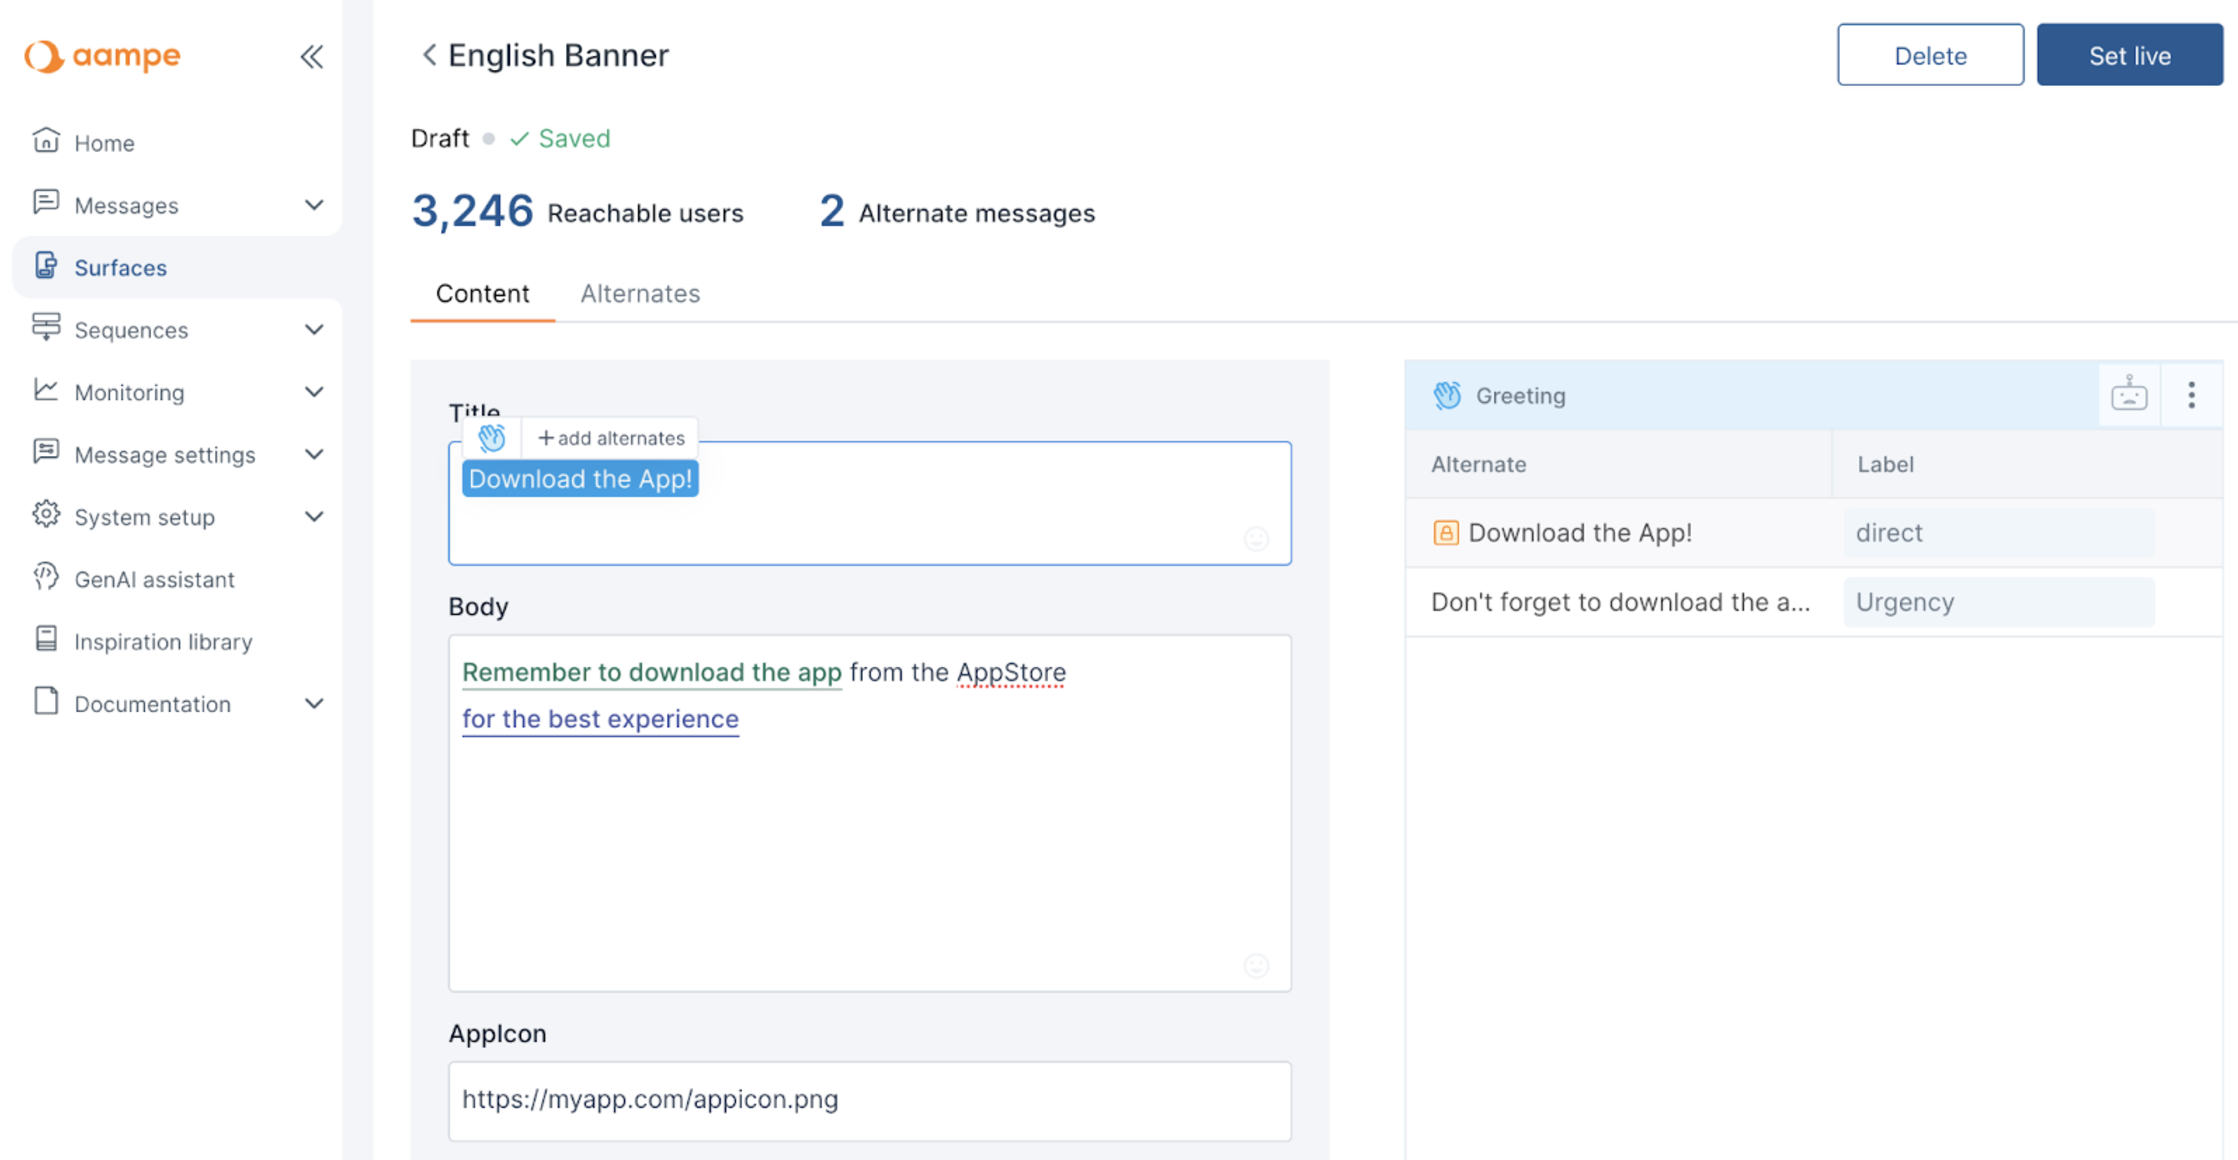 aampe
Home
Messages
Surfaces
Sequences
Monitoring
Message settings
System setup
GenAI assistant
Inspiration library
Documentation
English Banner
Delete
Set live
Draft
Saved
3,246 Reachable users
2 Alternate messages
Content
Alternates
Title
+ add alternates
Download the App!
Body
Remember to download the app from the AppStore
for the best experience
AppIcon
https://myapp.com/appicon.png
Greeting
Alternate
Label
Download the App!
direct
Don't forget to download the a...
Urgency